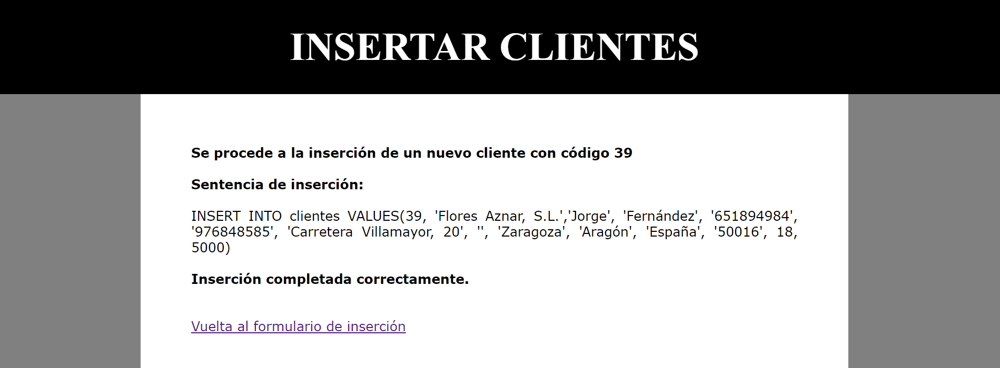 INSERTAR CLIENTES
Se procede a la inserción de un nuevo cliente con código 39
Sentencia de inserción:
INSERT INTO clientes VALUES(39, 'Flores Aznar, S.L.','Jorge', 'Fernández', '651894984',
'976848585', 'Carretera Villamayor, 20', '', 'Zaragoza', 'Aragón', 'España', '50016', 18,
5000)
Inserción completada correctamente.
Vuelta al formulario de inserción